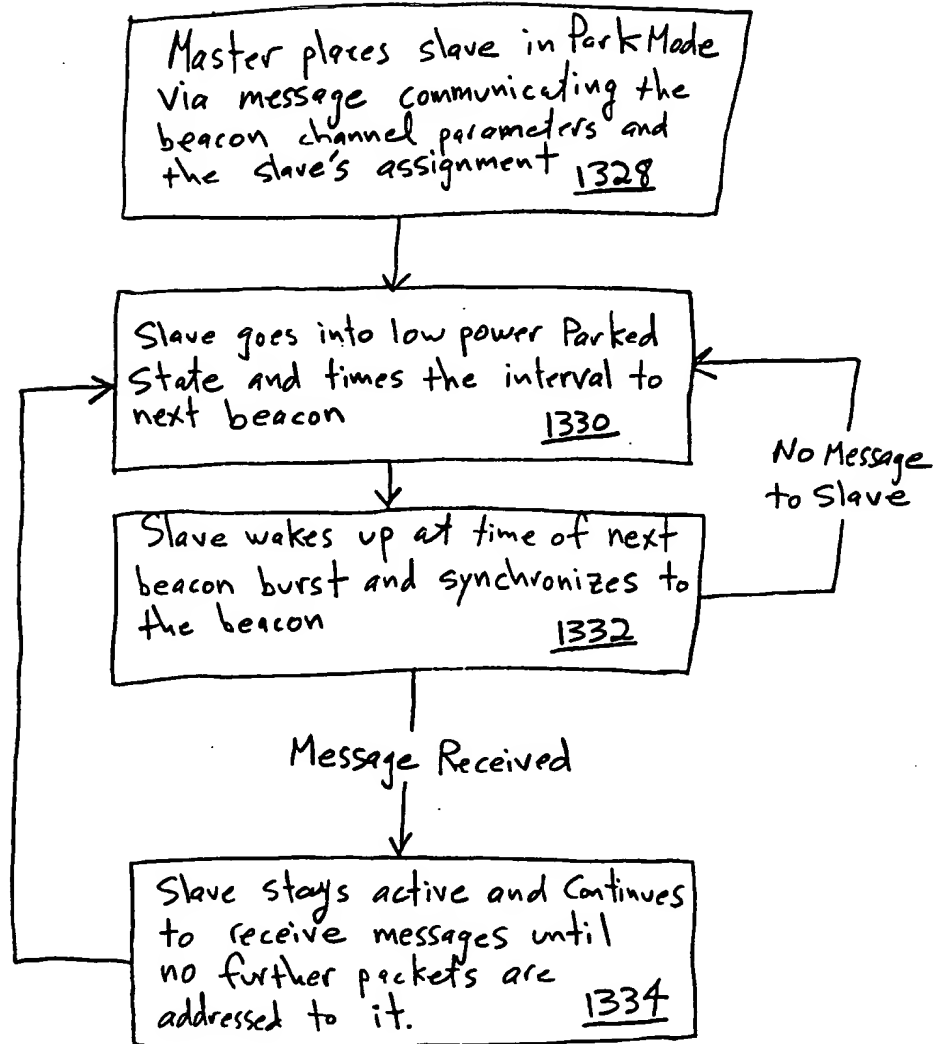 Master places slave in Park Mode
via message communicating the
beacon channel parameters and
the slave's assignment 1328
Slave goes into low power Parked
State and times the interval to
next beacon 1330
No Message
to Slave
Slave wakes up at time of next
beacon burst and synchronizes to
the beacon 1332
Message Received
Slave stays active and Continues
to receive messages until
no further packets are
addressed to it. 1334